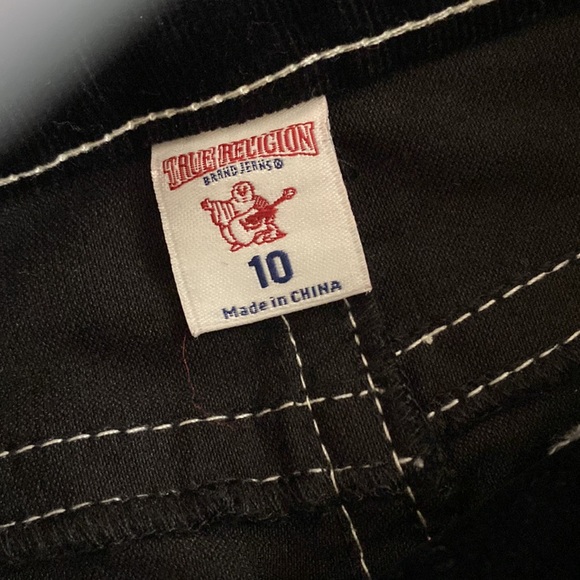 TRUE RELIGION
BRAND JEANS®
10
Made in CHINA